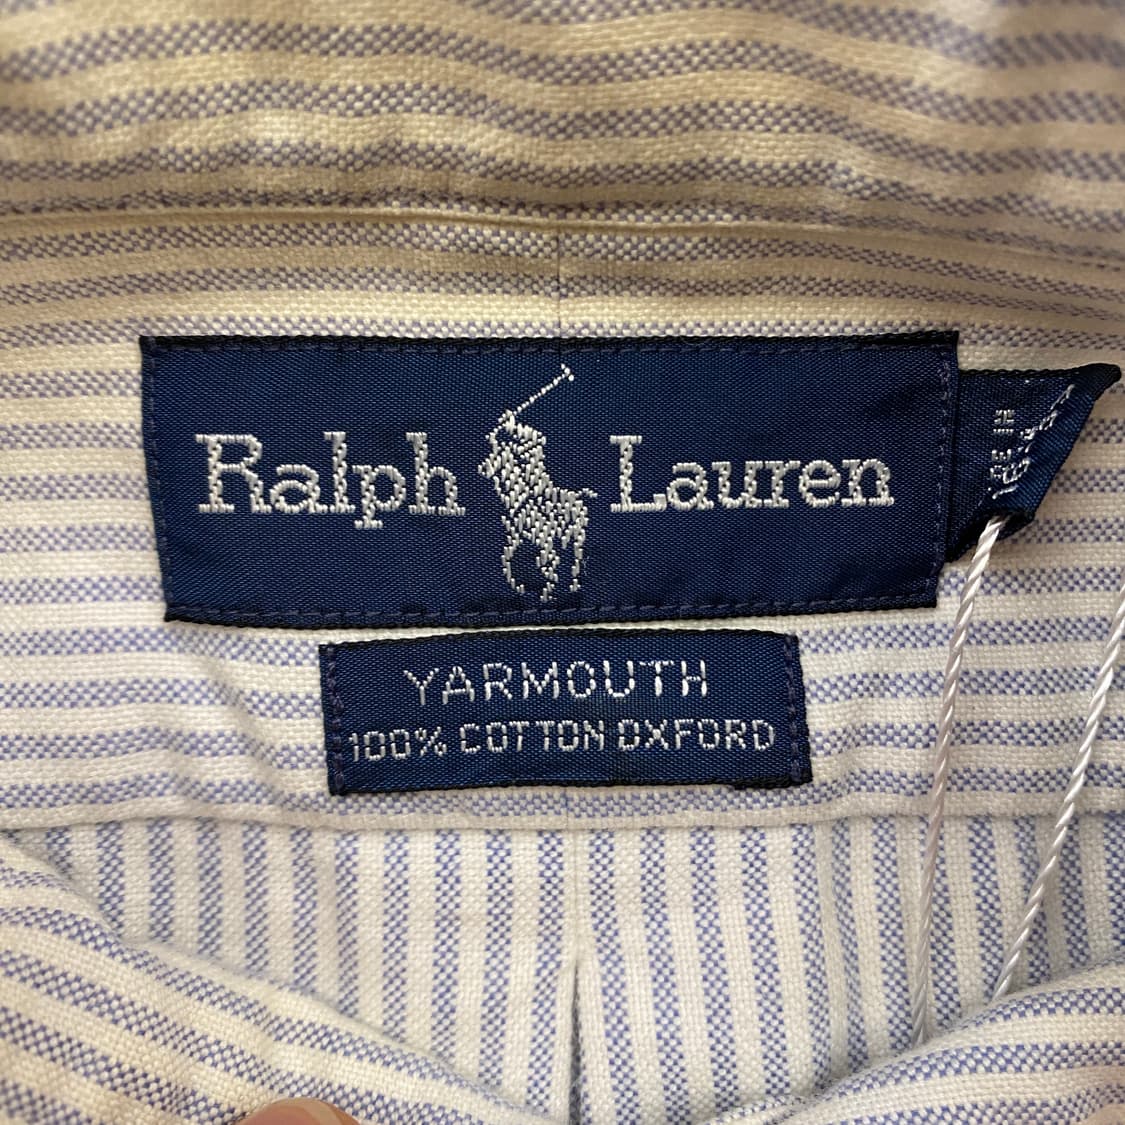 Ralph Lauren
YARMOUTH
100% COTTON OXFORD